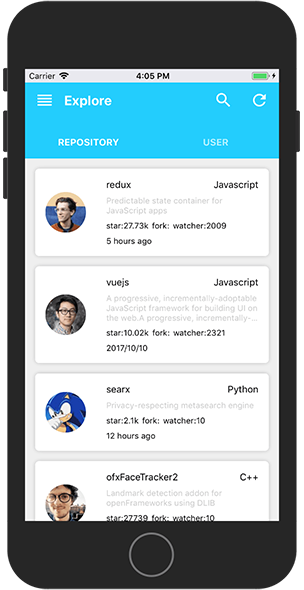 Carrier 4:05 PM
Explore
REPOSITORY USER
redux Javascript
Predictable state container for
JavaScript apps
star:27.73k fork: watcher:2009
5 hours ago
vuejs Javascript
A progressive, incrementally-adoptable
JavaScript framework for building UI on
the web.A progressive, incrementally-...
star:10.02k fork: watcher:2321
2017/10/10
searx Python
Privacy-respecting metasearch engine
star:2.1k fork: watcher:10
12 hours ago
ofxFaceTracker2 C++
Landmark detection addon for
openFrameworks using DLIB
star:27739 fork: watcher:10